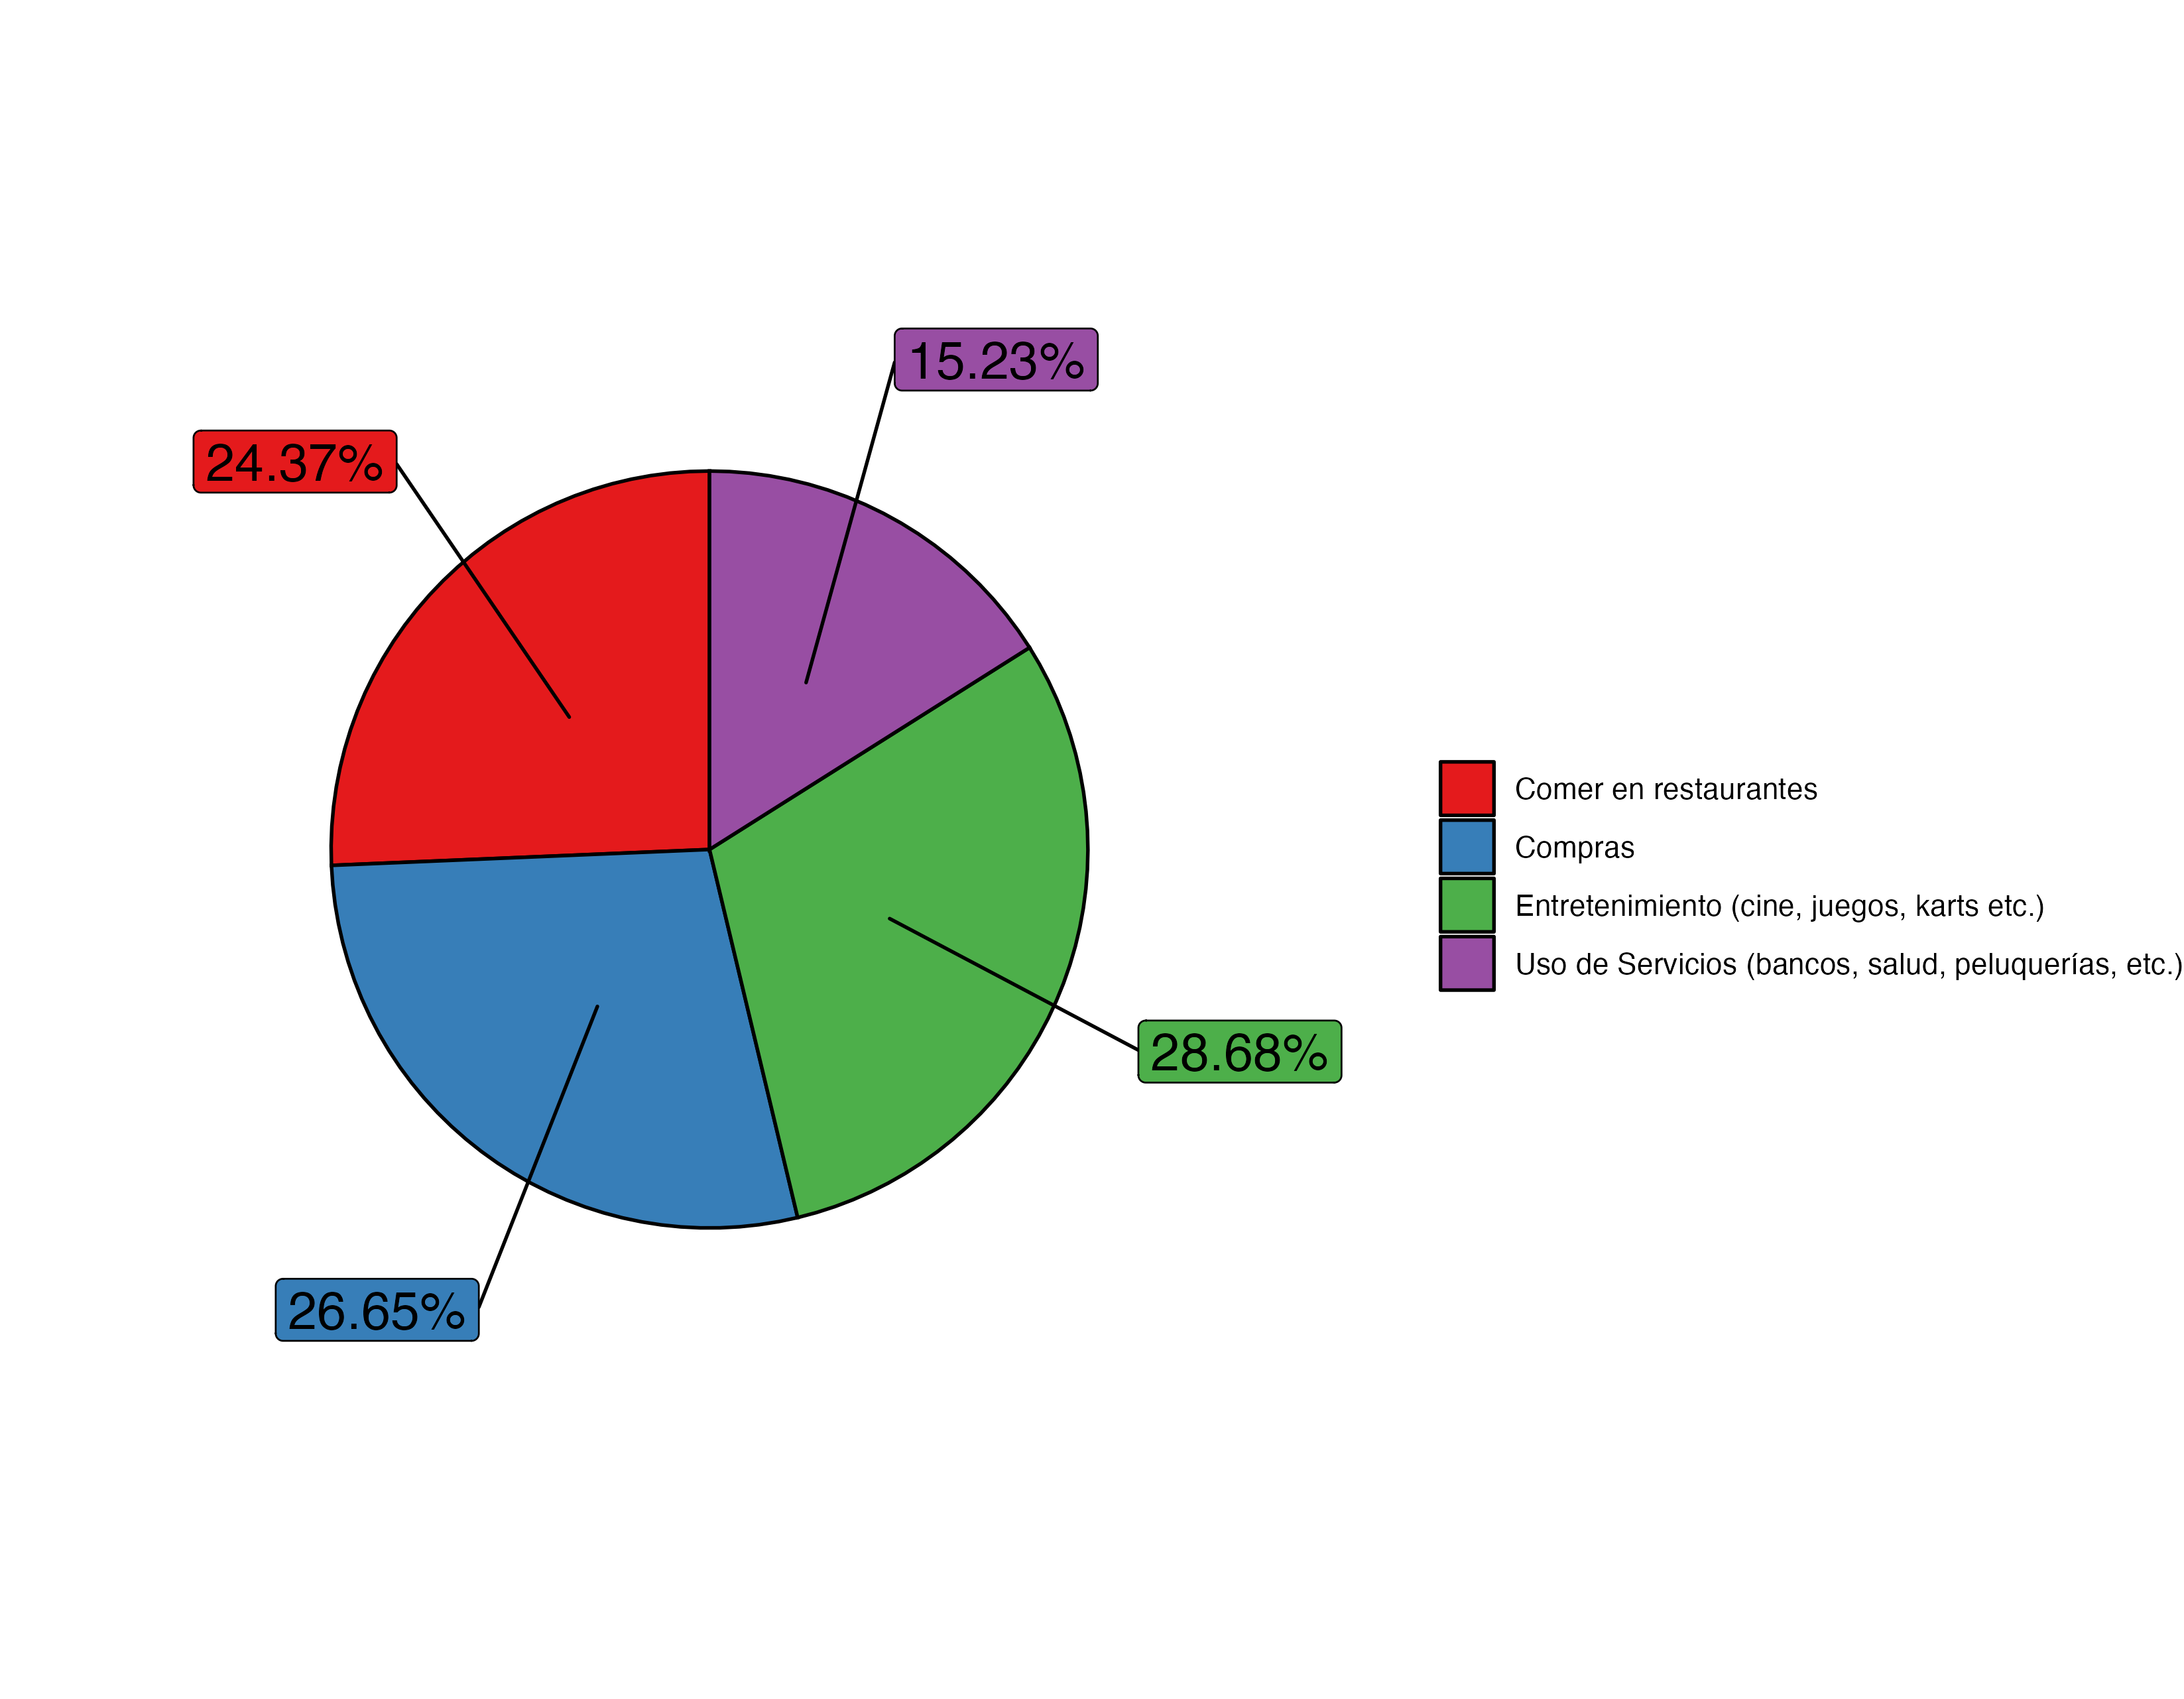 15.23%
24.37%
Comer en restaurantes
Compras
Entretenimiento (cine, juegos, karts etc.)
Uso de Servicios (bancos, salud, peluquerías, etc.)
28.68%
26.65%